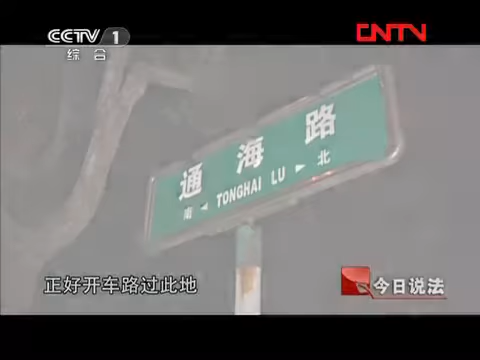 CCTV 1
综合
CNTV
通海路
南 ◄ TONGHAI LU ► 北
正好开车路过此地
今日说法